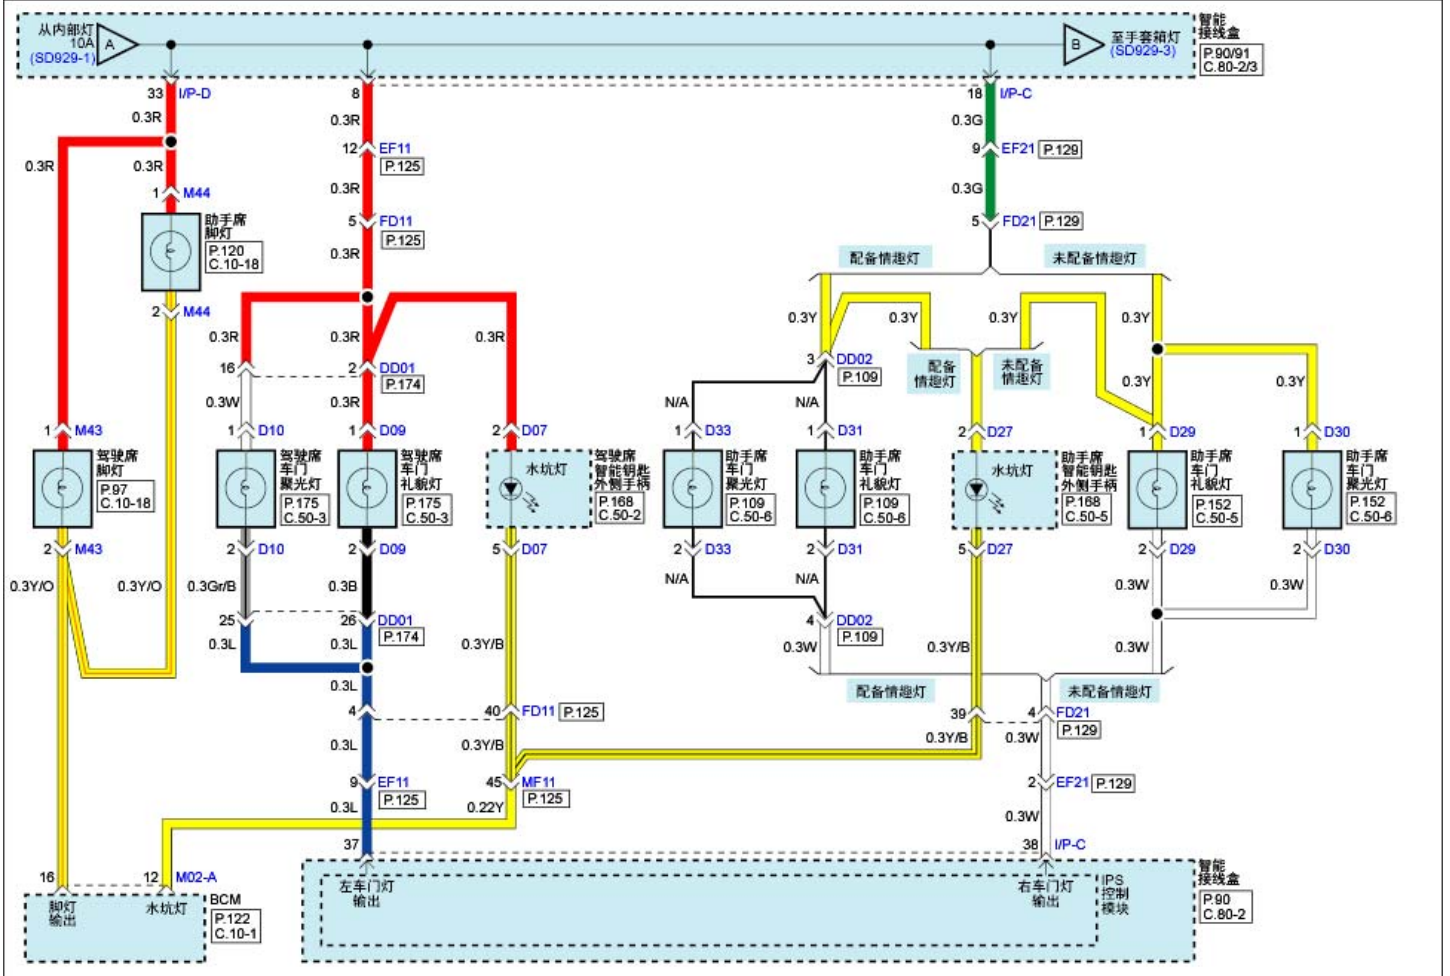 从内部灯
10A
(SD929-1)
A
B
至手套箱灯
(SD929-3)
智能
接线盒
P.90/91
C.80-2/3
33 I/P-D
8
18 I/P-C
0.3R
0.3R
0.3G
12 EF11
P.125
9 EF21 P.129
0.3R
0.3R
0.3R
0.3G
1 M44
5 FD11
P.125
5 FD21 P.129
助手席
脚灯
P.120
C.10-18
0.3R
配备情趣灯
未配备情趣灯
2 M44
0.3Y
0.3Y
0.3Y
0.3Y
0.3R
0.3R
0.3R
16
2 DD01
P.174
3 DD02
P.109
配备
情趣灯
未配备
情趣灯
0.3Y
0.3Y
0.3W
0.3R
N/A
N/A
1 M43
1 D10
1 D09
2 D07
1 D33
1 D31
2 D27
1 D29
1 D30
驾驶席
脚灯
P.97
C.10-18
驾驶席
车门
聚光灯
P.175
C.50-3
驾驶席
车门
礼貌灯
P.175
C.50-3
水坑灯
驾驶席
智能钥匙
外侧手柄
P.168
C.50-2
助手席
车门
聚光灯
P.109
C.50-6
助手席
车门
礼貌灯
P.109
C.50-6
水坑灯
助手席
智能钥匙
外侧手柄
P.168
C.50-5
助手席
车门
礼貌灯
P.152
C.50-5
助手席
车门
聚光灯
P.152
C.50-6
2 M43
2 D10
2 D09
5 D07
2 D33
2 D31
5 D27
2 D29
2 D30
0.3Y/O
0.3Y/O
0.3Gr/B
0.3B
N/A
N/A
0.3W
0.3W
25
26 DD01
P.174
4 DD02
P.109
0.3L
0.3L
0.3Y/B
0.3W
0.3Y/B
0.3W
0.3L
配备情趣灯
未配备情趣灯
4
40 FD11 P.125
39
4 FD21
P.129
0.3L
0.3Y/B
0.3Y/B
0.3W
9 EF11
P.125
45 MF11
P.125
2 EF21 P.129
0.3L
0.22Y
0.3W
37
38 I/P-C
16
12 M02-A
脚灯
输出
水坑灯
BCM
P.122
C.10-1
左车门灯
输出
右车门灯
输出
IPS
控制
模块
智能
接线盒
P.90
C.80-2